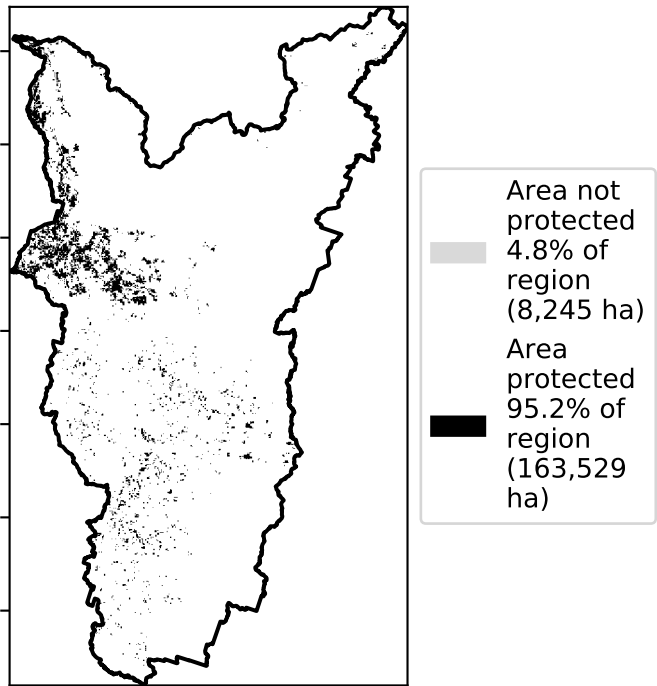 Area not
protected
4.8% of
region
(8,245 ha)
Area
protected
95.2% of
region
(163,529
ha)